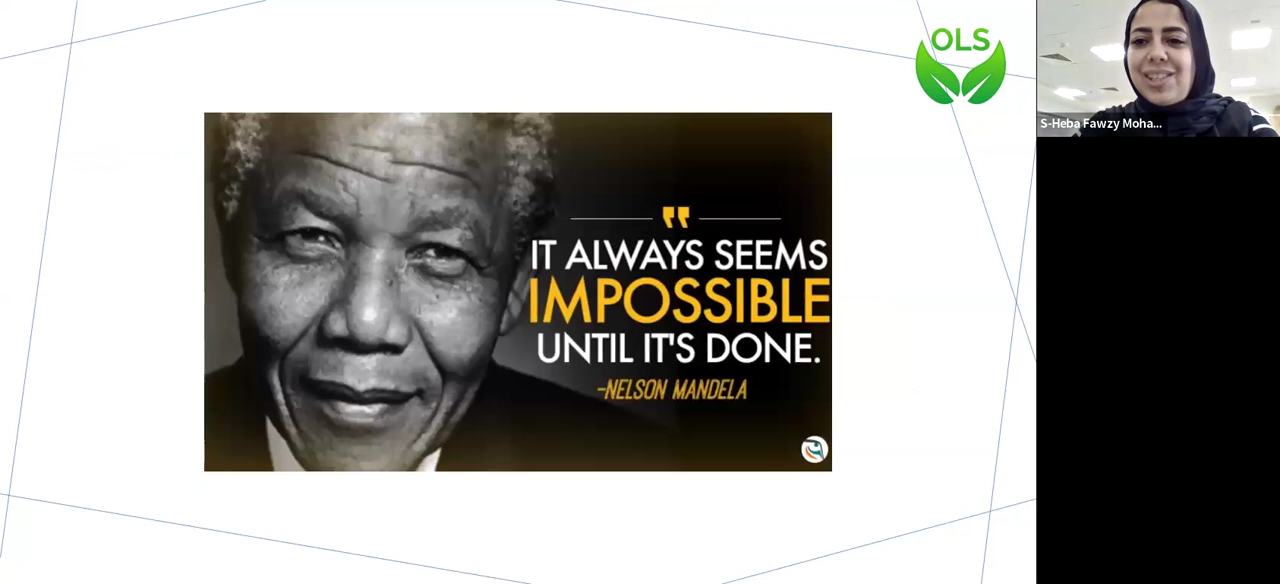 OLS
S-Heba Fawzy Moha...
"
IT ALWAYS SEEMS
IMPOSSIBLE
UNTIL IT'S DONE.
-NELSON MANDELA